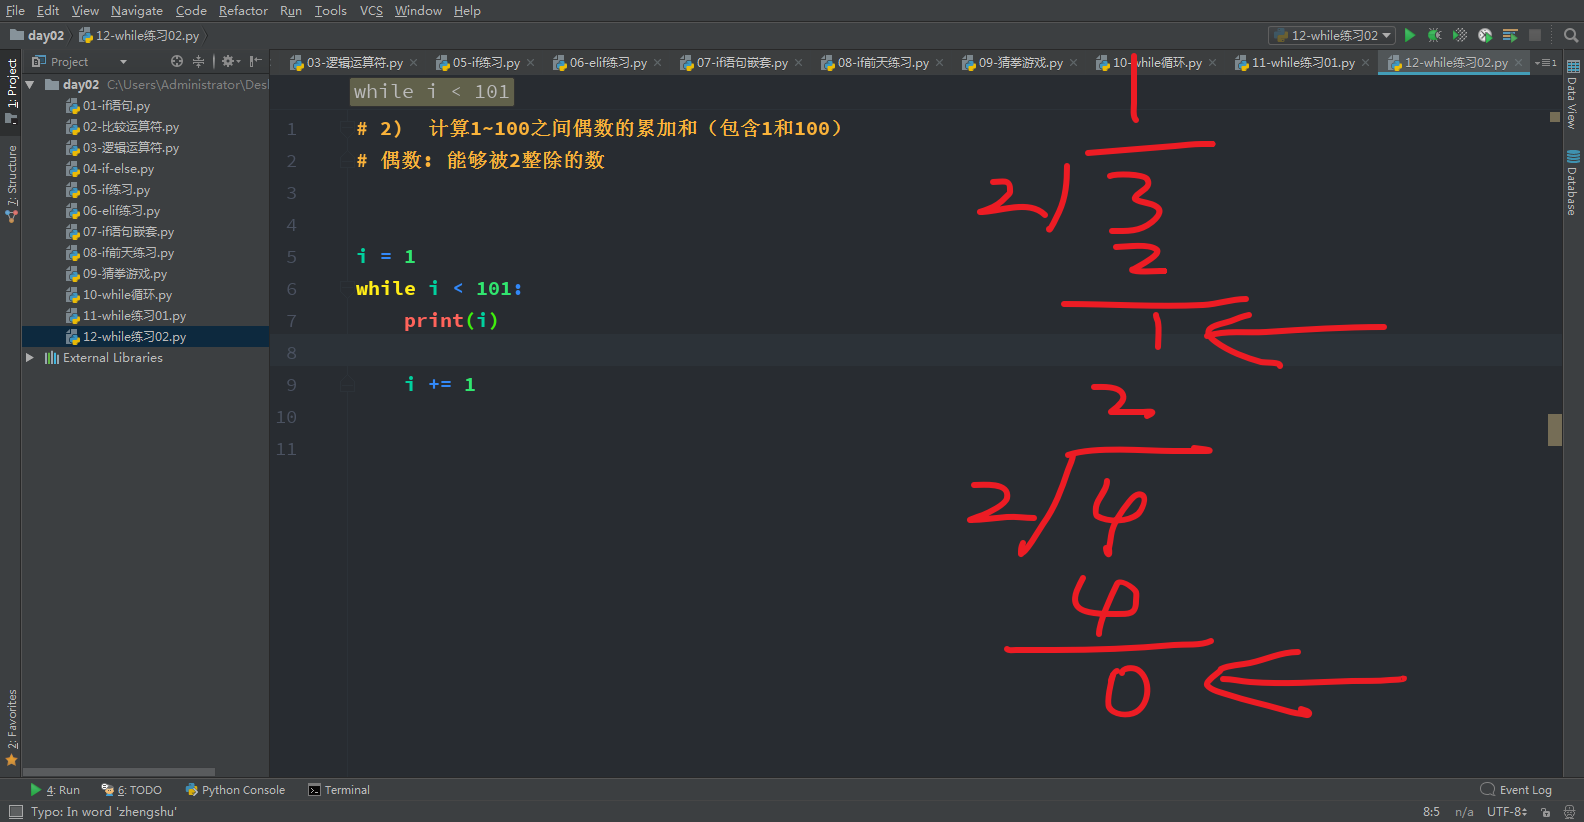 File Edit View Navigate Code Refactor Run Tools VCS Window Help
day02 12-while练习02.py 12-while练习02
Project
03-逻辑运算符.py 05-if练习.py 06-elif练习.py 07-if语句嵌套.py 08-if前天练习.py 09-猜拳游戏.py 10-while循环.py 11-while练习01.py 12-while练习02.py 1
1: Project
7: Structure
2: Favorites
day02 C:\Users\Administrator\Desl
01-if语句.py
02-比较运算符.py
03-逻辑运算符.py
04-if-else.py
05-if练习.py
06-elif练习.py
07-if语句嵌套.py
08-if前天练习.py
09-猜拳游戏.py
10-while循环.py
11-while练习01.py
12-while练习02.py
External Libraries
while i < 101
1 # 2) 计算1~100之间偶数的累加和（包含1和100）
2 # 偶数: 能够被2整除的数
3
4
5 i = 1
6 while i < 101:
7 print(i)
8
9 i += 1
10
11
1
2 3
2
1
2
2 4
4
0
Data View
Database
4: Run 6: TODO Python Console Terminal Event Log
Typo: In word 'zhengshu' 8:5 n/a UTF-8